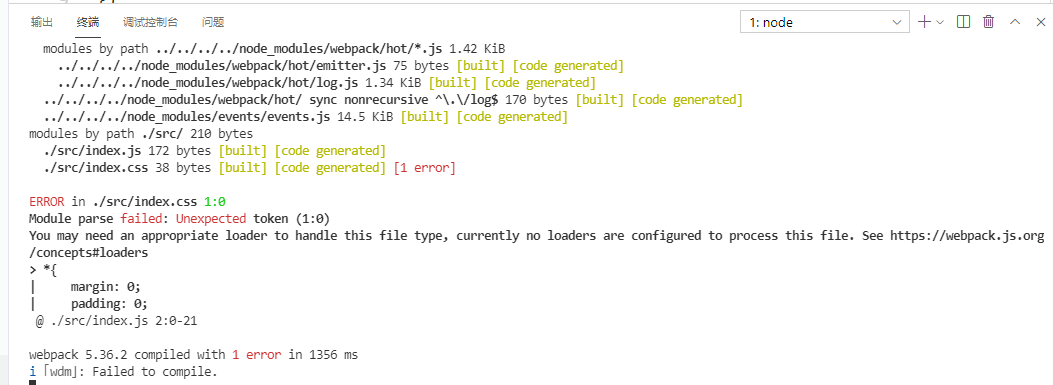 输出 终端 调试控制台 问题 1: node
modules by path ../../../../node_modules/webpack/hot/*.js 1.42 KiB
../../../../node_modules/webpack/hot/emitter.js 75 bytes [built] [code generated]
../../../../node_modules/webpack/hot/log.js 1.34 KiB [built] [code generated]
../../../../node_modules/webpack/hot/ sync nonrecursive ^\.\/log$ 170 bytes [built] [code generated]
../../../../node_modules/events/events.js 14.5 KiB [built] [code generated]
modules by path ./src/ 210 bytes
./src/index.js 172 bytes [built] [code generated]
./src/index.css 38 bytes [built] [code generated] [1 error]
ERROR in ./src/index.css 1:0
Module parse failed: Unexpected token (1:0)
You may need an appropriate loader to handle this file type, currently no loaders are configured to process this file. See https://webpack.js.org
/concepts#loaders
> *{
|     margin: 0;
|     padding: 0;
@ ./src/index.js 2:0-21
webpack 5.36.2 compiled with 1 error in 1356 ms
i ｢wdm｣: Failed to compile.